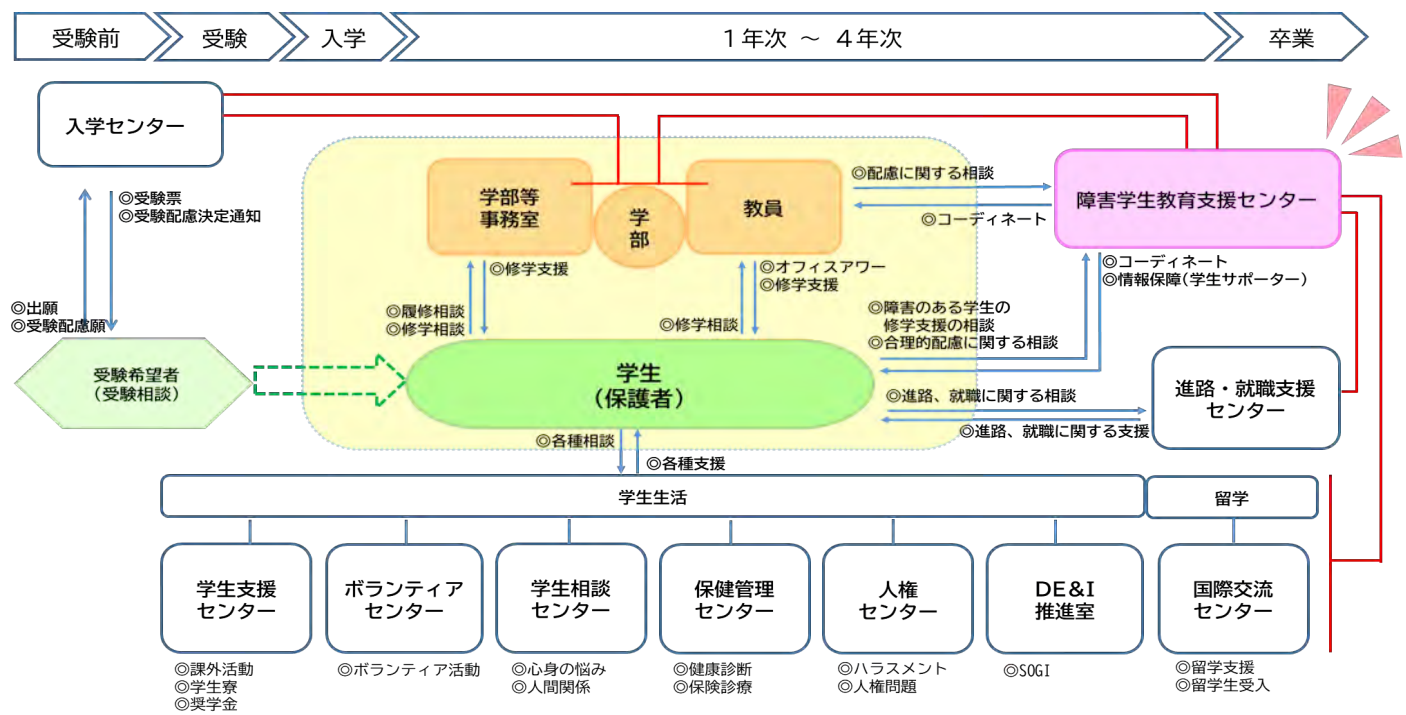 受験前
受験
入学
１年次 ～ ４年次
卒業
入学センター
◎受験票
◎受験配慮決定通知
◎出願
◎受験配慮願
受験希望者
（受験相談）
学部等
事務室
学
部
教員
◎配慮に関する相談
◎コーディネート
障害学生教育支援センター
◎修学支援
◎履修相談
◎修学相談
◎オフィスアワー
◎修学支援
◎修学相談
◎コーディネート
◎情報保障(学生サポーター)
◎障害のある学生の
修学支援の相談
◎合理的配慮に関する相談
学生
（保護者）
◎進路、就職に関する相談
◎進路、就職に関する支援
進路・就職支援
センター
◎各種相談
◎各種支援
学生生活
留学
学生支援
センター
◎課外活動
◎学生寮
◎奨学金
ボランティア
センター
◎ボランティア活動
学生相談
センター
◎心身の悩み
◎人間関係
保健管理
センター
◎健康診断
◎保険診療
人権
センター
◎ハラスメント
◎人権問題
DE&I
推進室
◎SOGI
国際交流
センター
◎留学支援
◎留学生受入